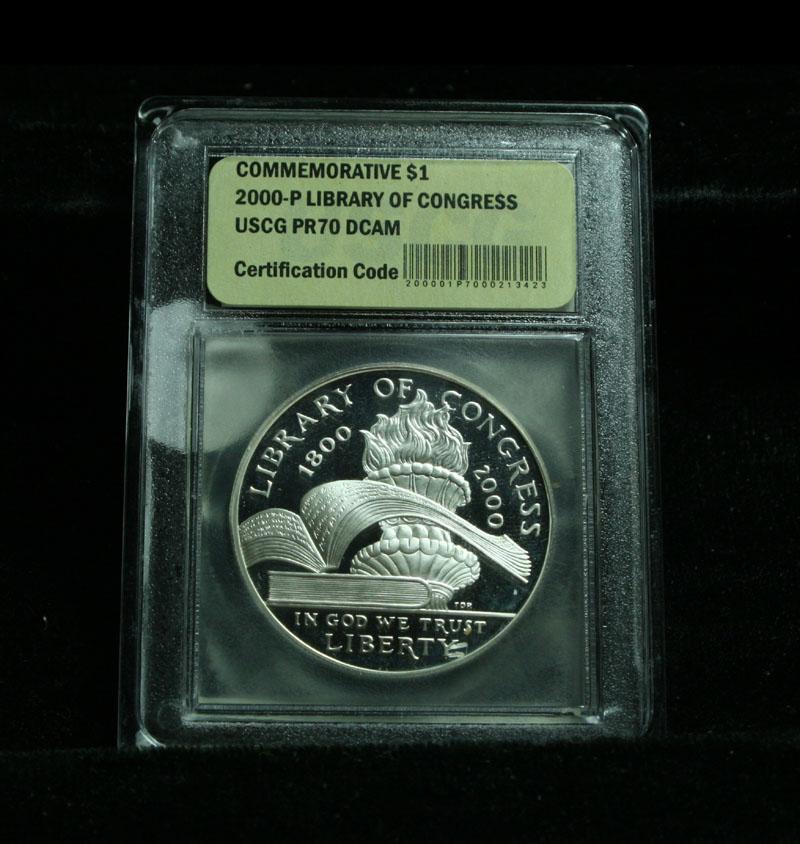 COMMEMORATIVE $1
2000-P LIBRARY OF CONGRESS
USCG PR70 DCAM
Certification Code
200001P7000213423
LIBRARY OF CONGRESS
1800
2000
TDR
IN GOD WE TRUST
LIBERTY